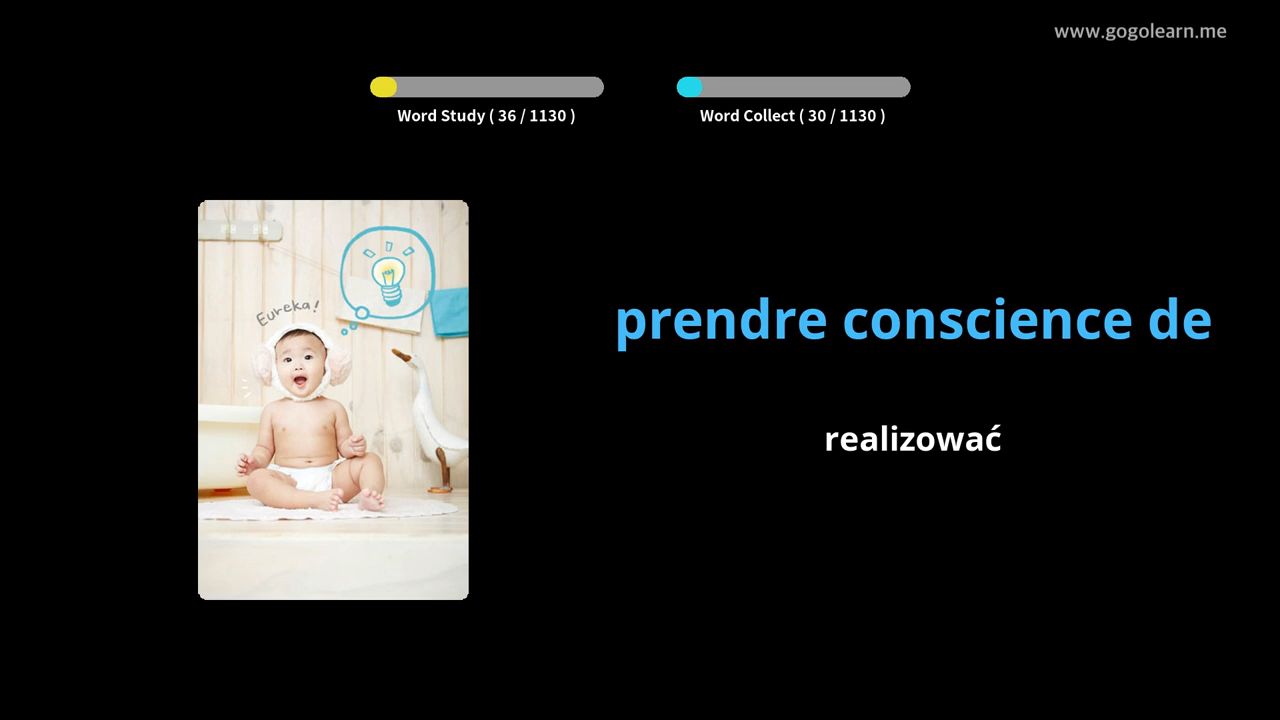 www.gogolearn.me
Word Study ( 36 / 1130 )
Word Collect ( 30 / 1130 )
Eureka!
prendre conscience de
realizować